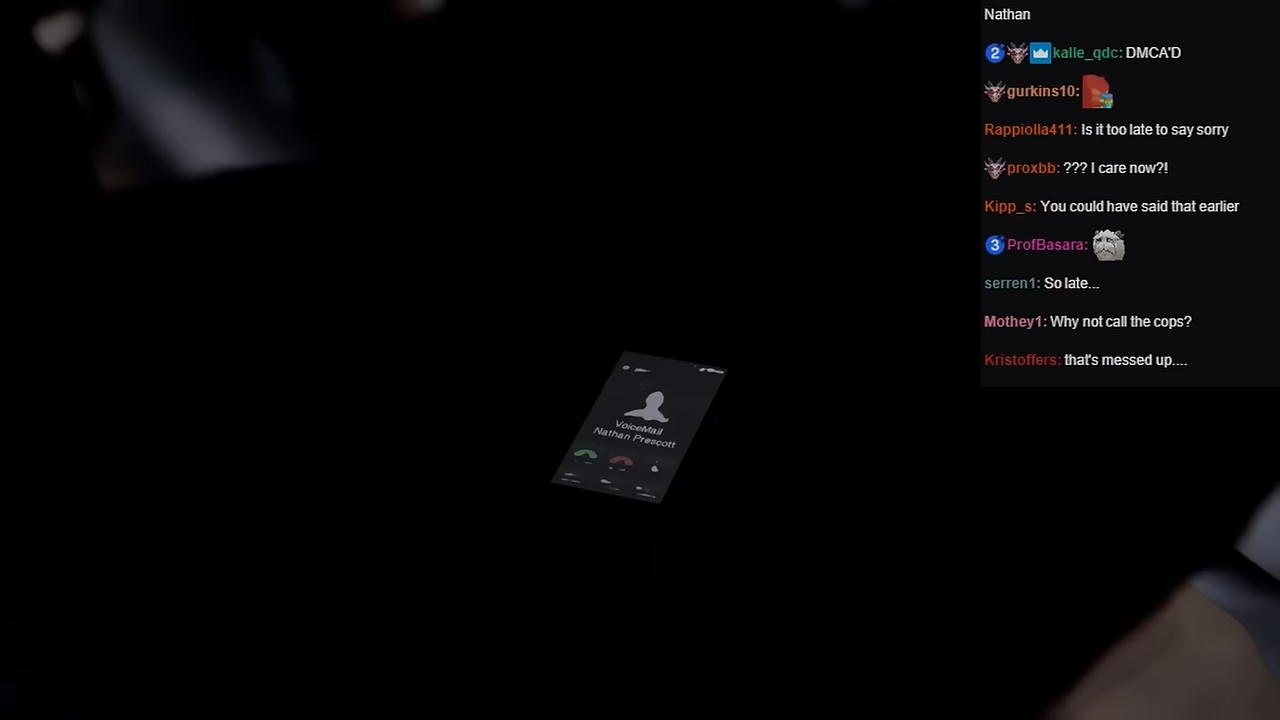 Nathan
2 kalle_qdc: DMCA'D
gurkins10:
Rappiolla411: Is it too late to say sorry
proxbb: ??? I care now?!
Kipp_s: You could have said that earlier
3 ProfBasara:
serren1: So late...
Mothey1: Why not call the cops?
Kristoffers: that's messed up....
VoiceMail
Nathan Prescott